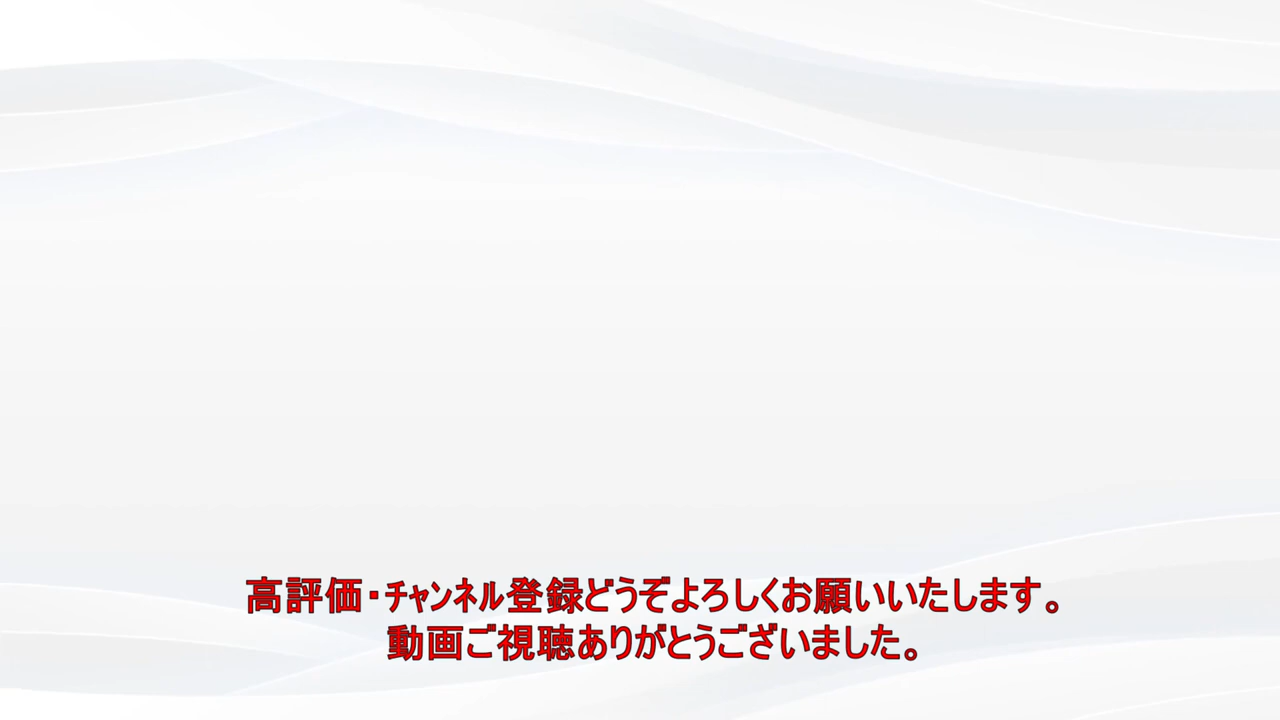 高評価・ﾁｬﾝﾈﾙ登録どうぞよろしくお願いいたします。
動画ご視聴ありがとうございました。